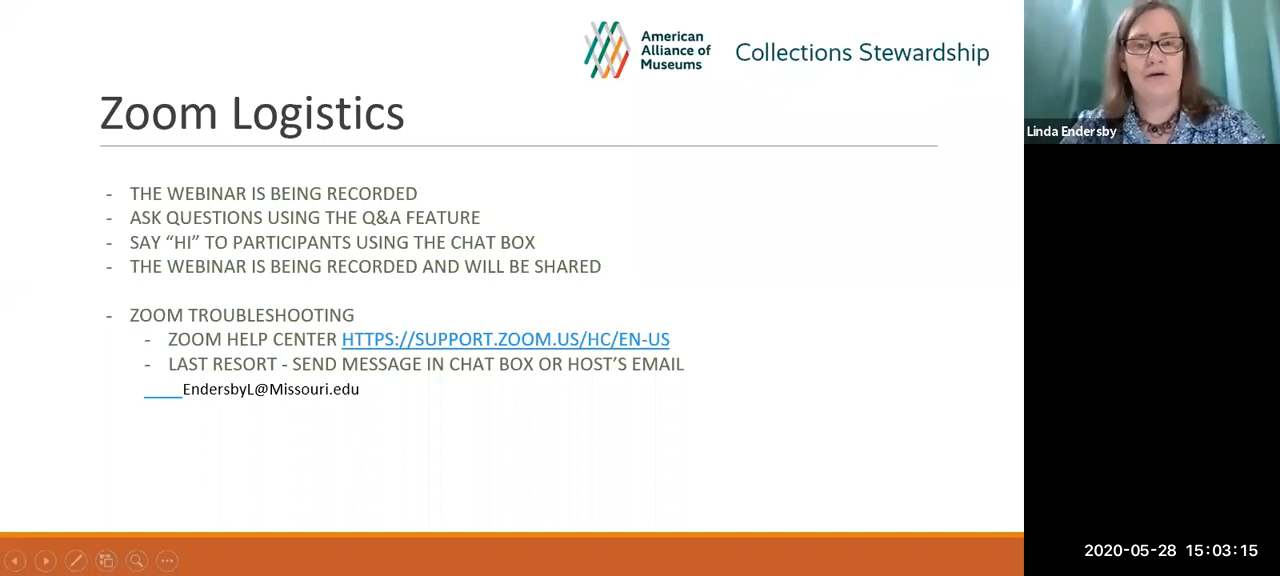 American
Alliance of
Museums
Collections Stewardship
Zoom Logistics
- THE WEBINAR IS BEING RECORDED
- ASK QUESTIONS USING THE Q&A FEATURE
- SAY “HI” TO PARTICIPANTS USING THE CHAT BOX
- THE WEBINAR IS BEING RECORDED AND WILL BE SHARED
- ZOOM TROUBLESHOOTING
- ZOOM HELP CENTER HTTPS://SUPPORT.ZOOM.US/HC/EN-US
- LAST RESORT - SEND MESSAGE IN CHAT BOX OR HOST’S EMAIL
EndersbyL@Missouri.edu
Linda Endersby
2020-05-28 15:03:15